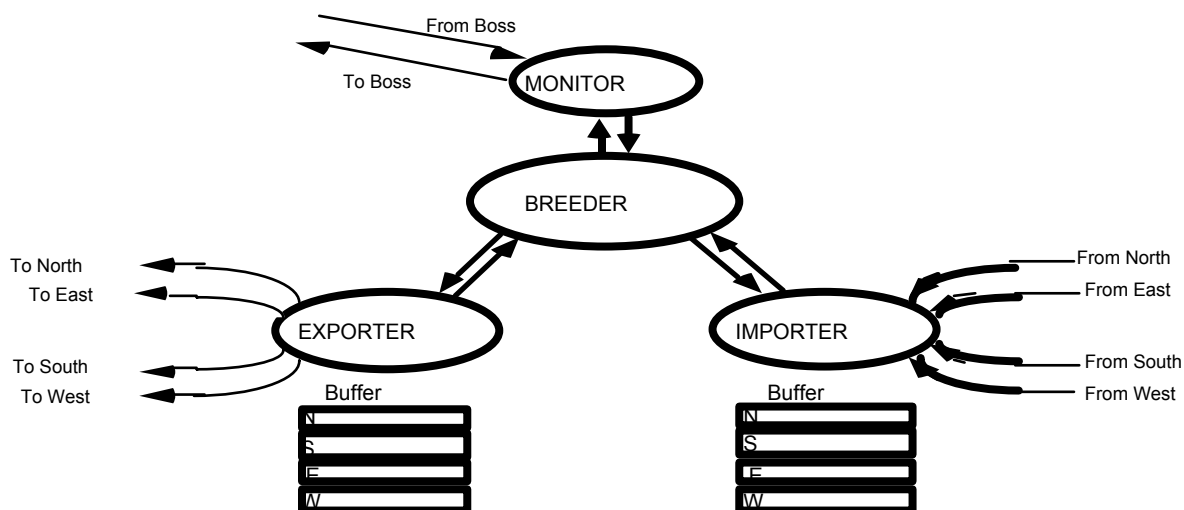 From Boss
To Boss
MONITOR
BREEDER
To North
To East
To South
To West
EXPORTER
IMPORTER
From North
From East
From South
From West
Buffer
N
S
E
W
Buffer
N
S
E
W